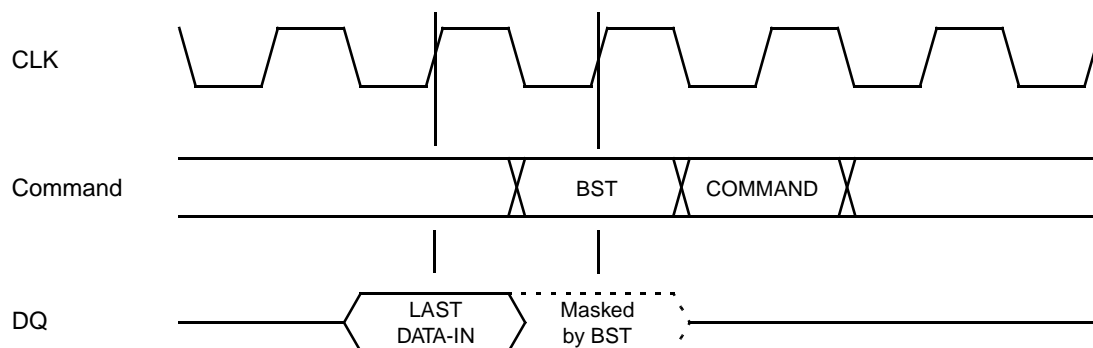 CLK
Command
BST
COMMAND
DQ
LAST
DATA-IN
Masked
by BST